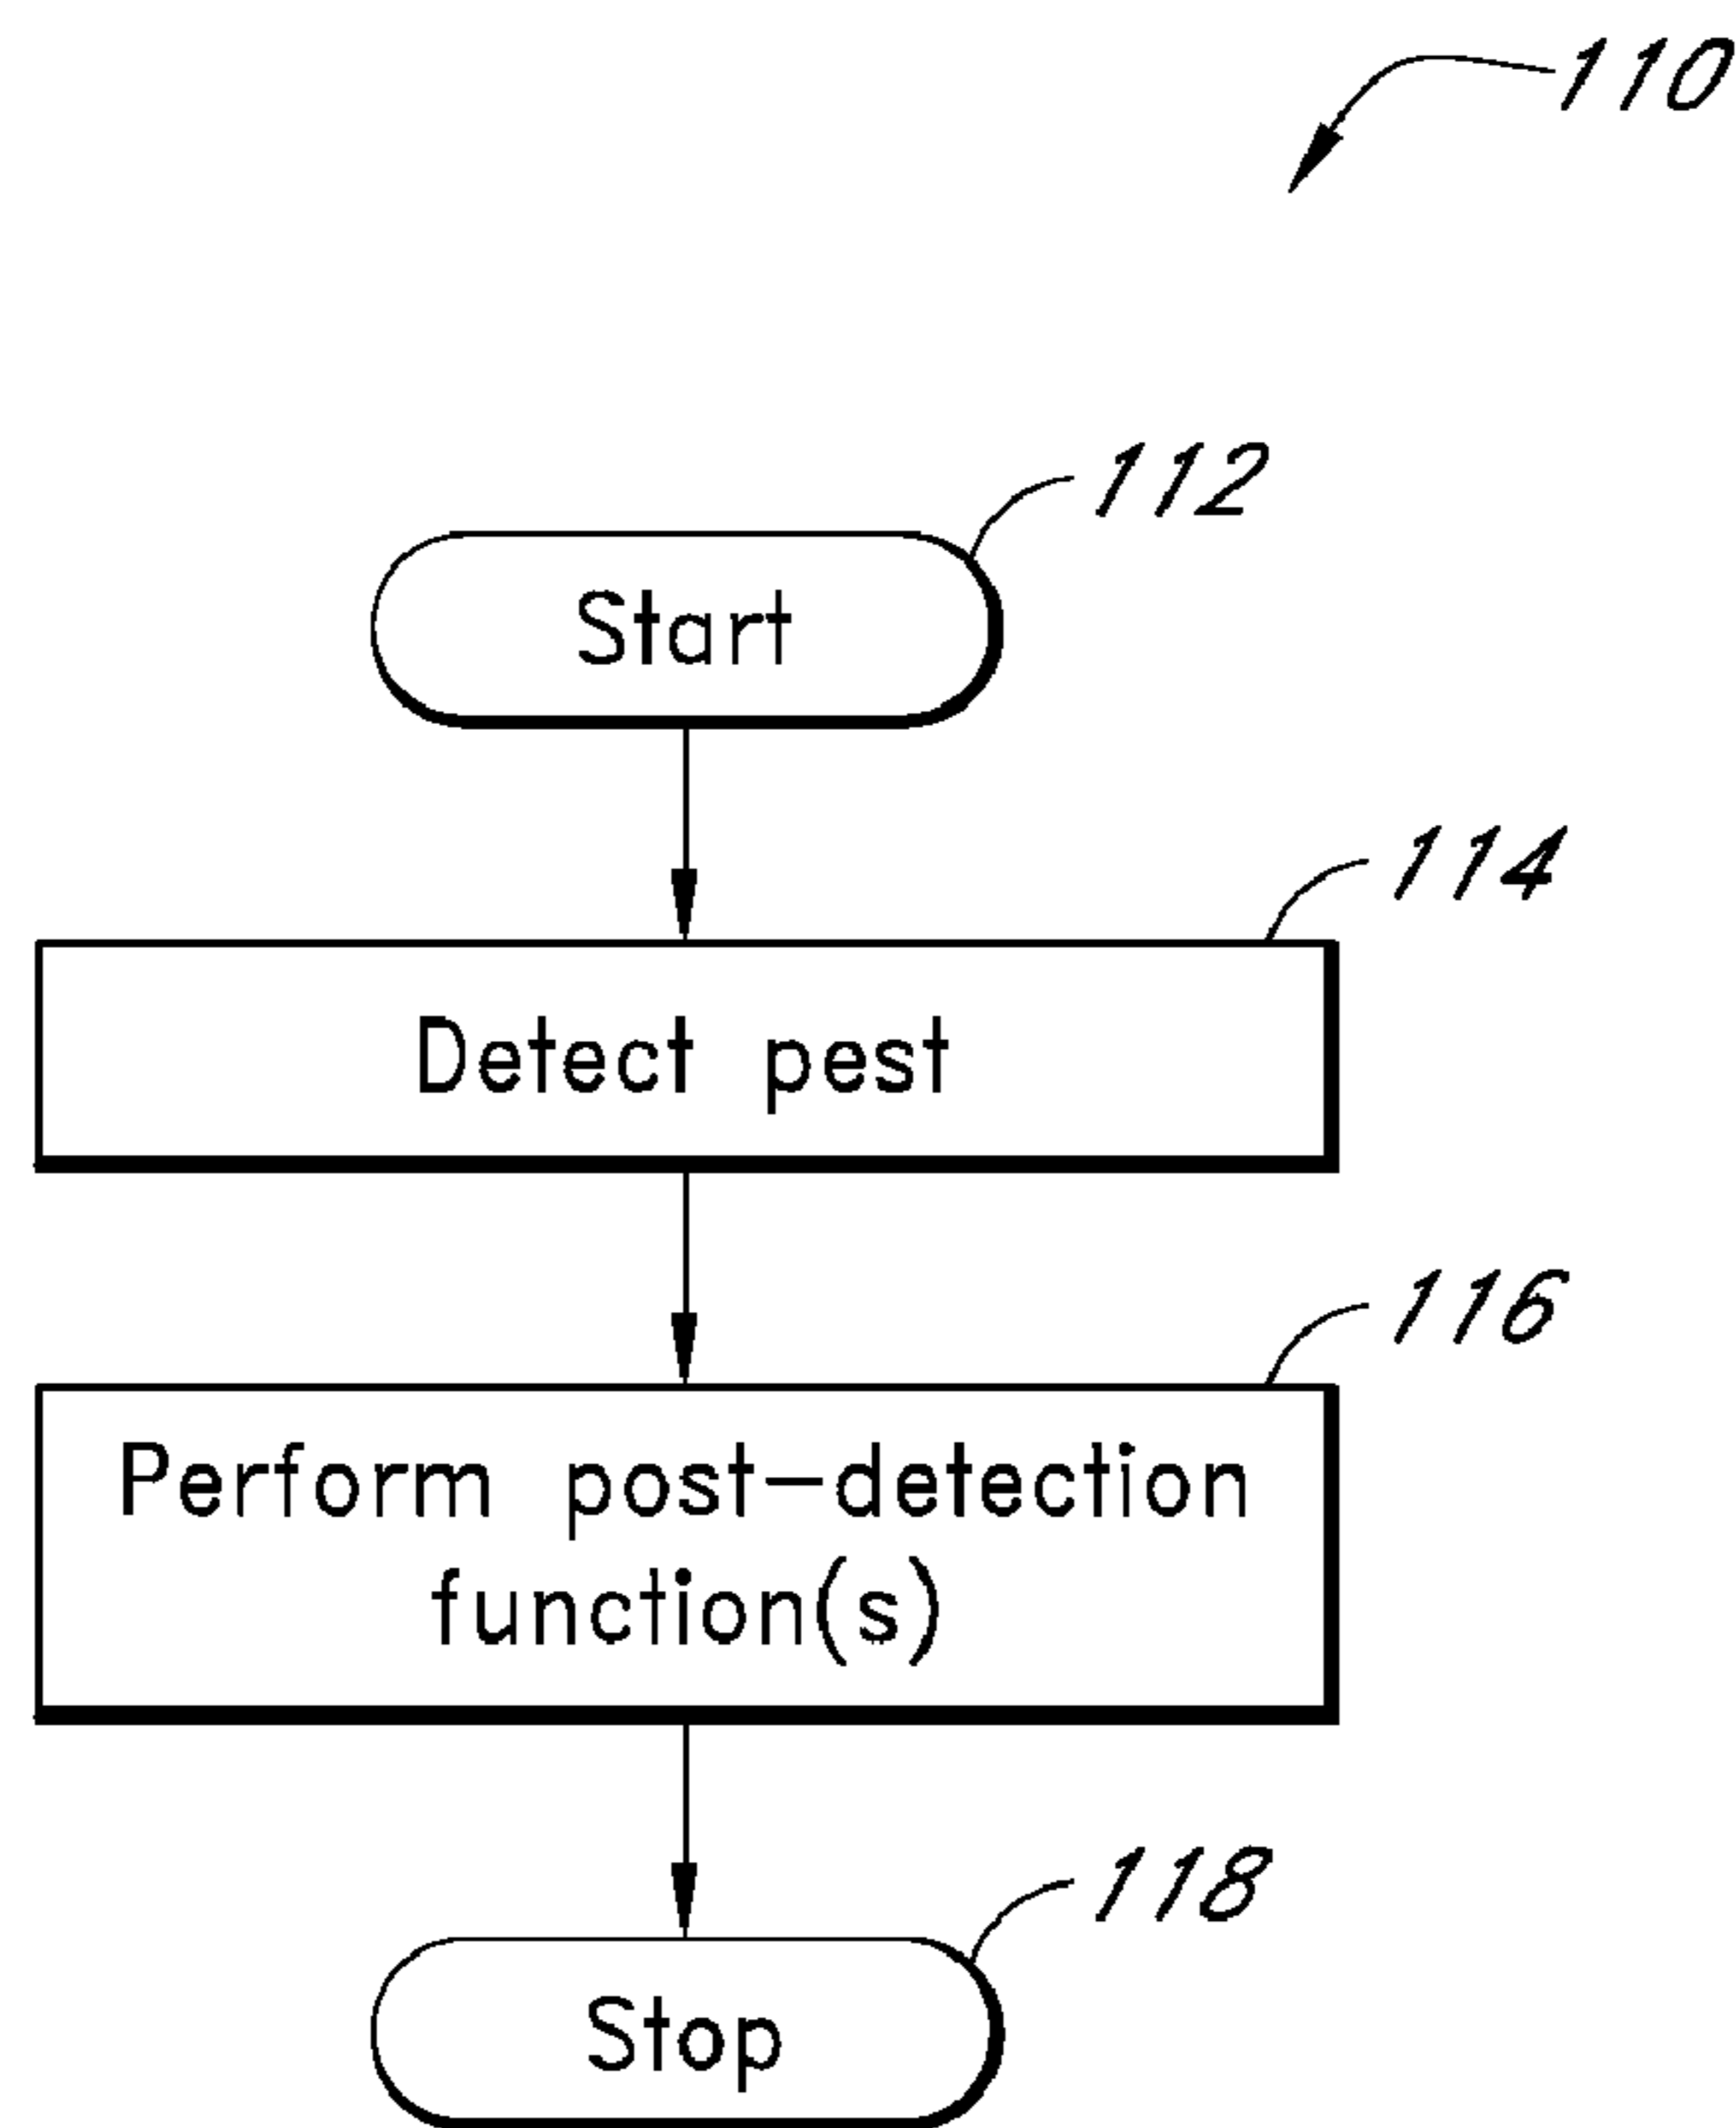 110
112
Start
114
Detect pest
116
Perform post-detection
function(s)
118
Stop